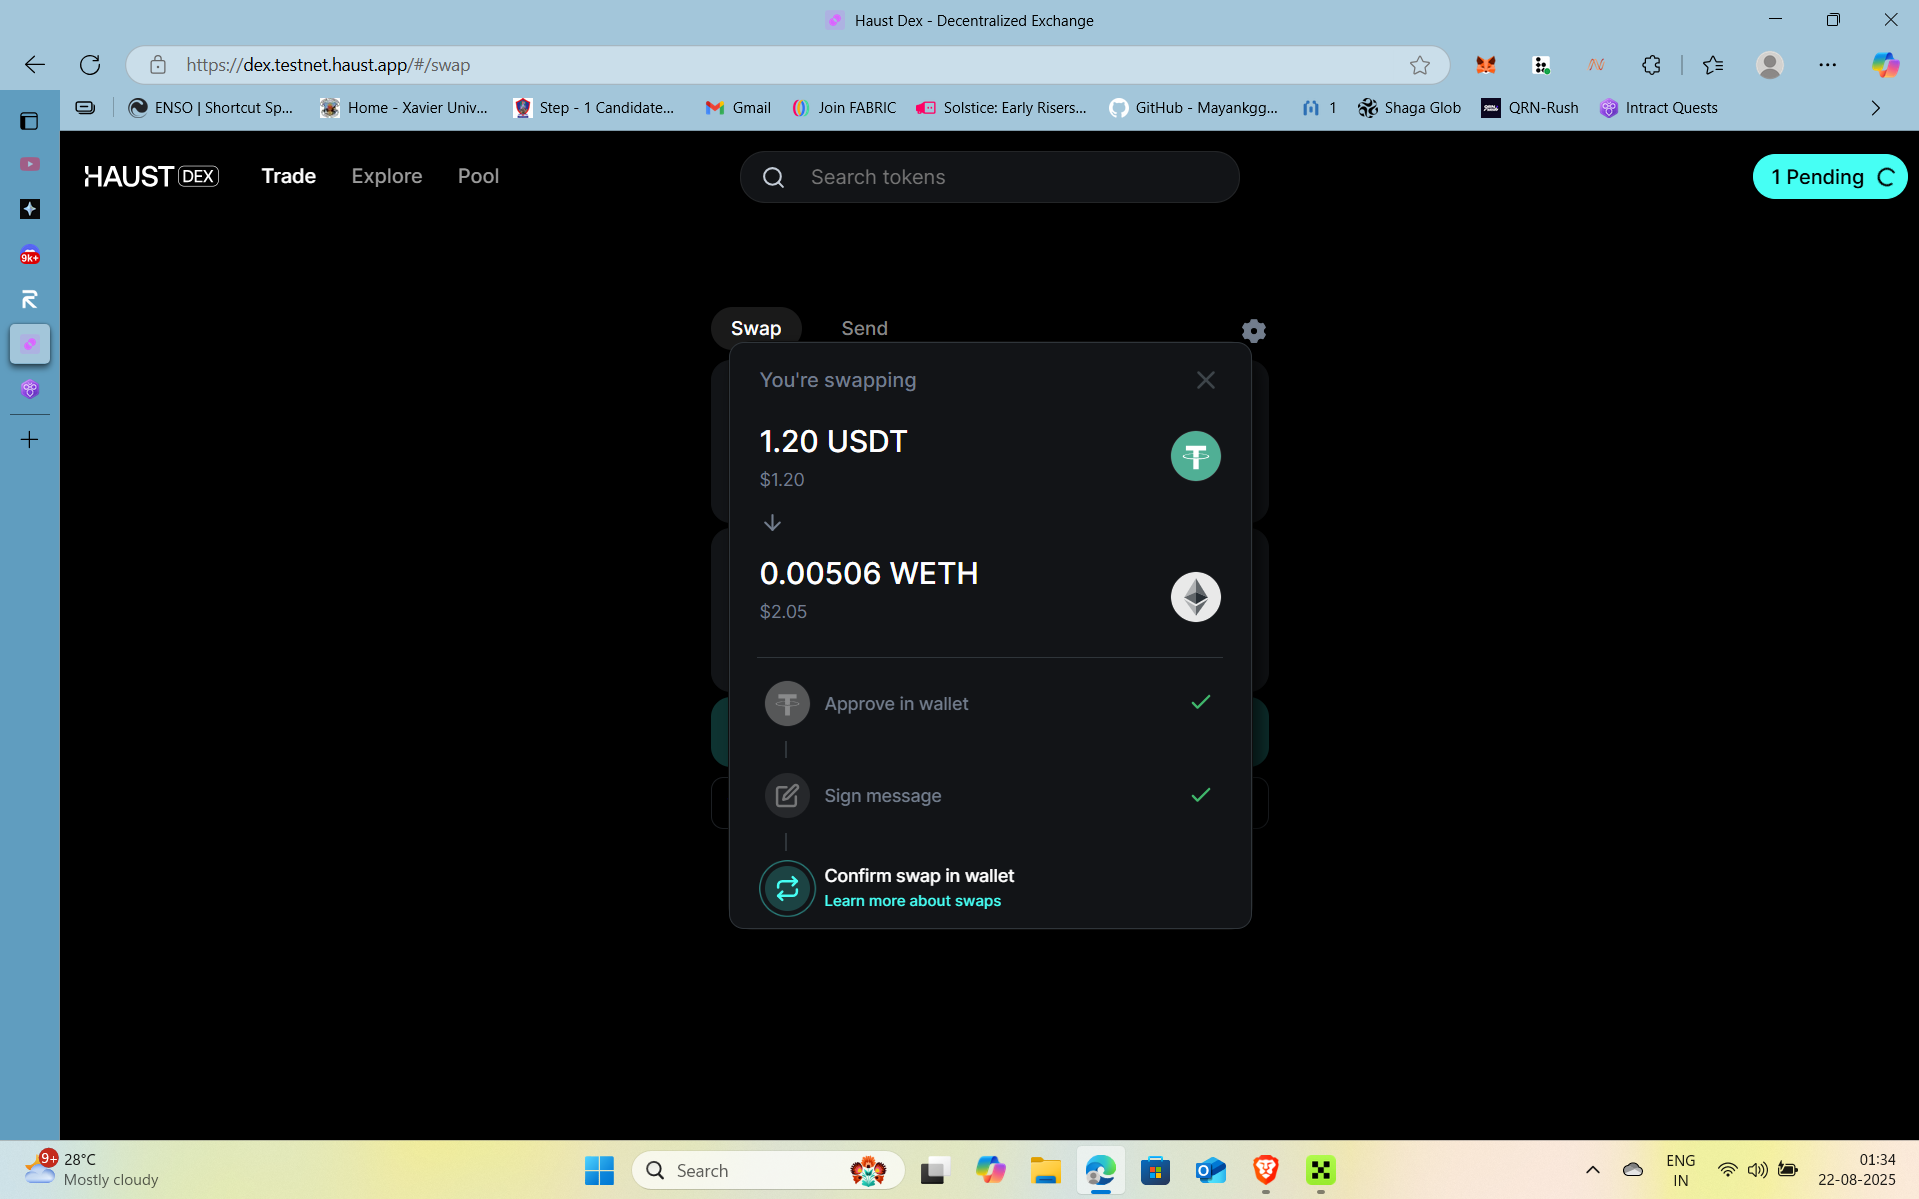 Haust Dex - Decentralized Exchange
https://dex.testnet.haust.app/#/swap
ENSO | Shortcut Sp...
Home - Xavier Univ...
Step - 1 Candidate...
Gmail
Join FABRIC
Solstice: Early Risers...
GitHub - Mayankgg...
1
Shaga Glob
QRN-Rush
Intract Quests
9k+
HAUST DEX
Trade
Explore
Pool
Search tokens
1 Pending
Swap
Send
You're swapping
1.20 USDT
$1.20
0.00506 WETH
$2.05
Approve in wallet
Sign message
Confirm swap in wallet
Learn more about swaps
9+
28°C
Mostly cloudy
Search
ENG
IN
01:34
22-08-2025